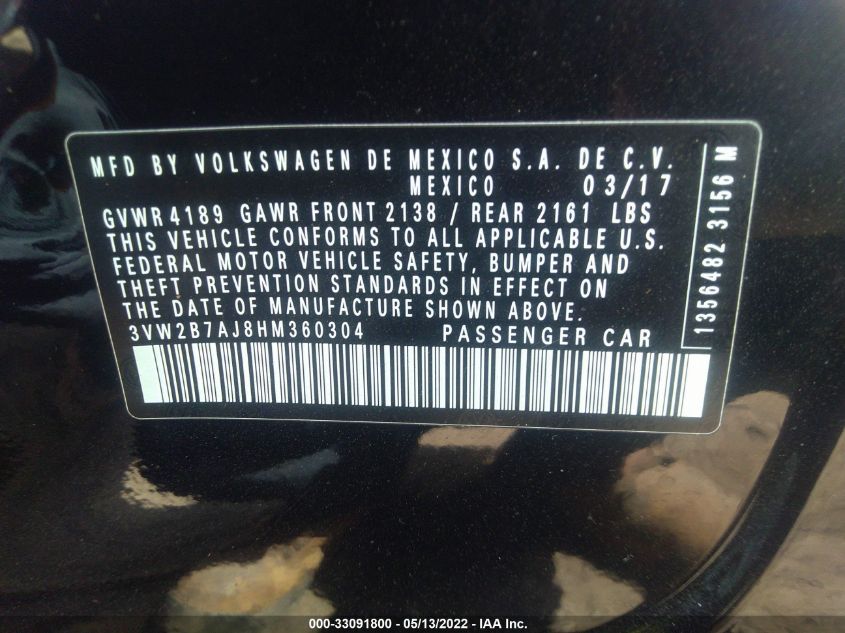 MFD BY VOLKSWAGEN DE MEXICO S.A. DE C.V.
MEXICO 03/17
GVWR 4189 GAWR FRONT 2138 / REAR 2161 LBS
THIS VEHICLE CONFORMS TO ALL APPLICABLE U.S.
FEDERAL MOTOR VEHICLE SAFETY, BUMPER AND
THEFT PREVENTION STANDARDS IN EFFECT ON
THE DATE OF MANUFACTURE SHOWN ABOVE.
3VW2B7AJ8HM360304 PASSENGER CAR
1356482 3156 M
000-33091800 - 05/13/2022 - IAA Inc.